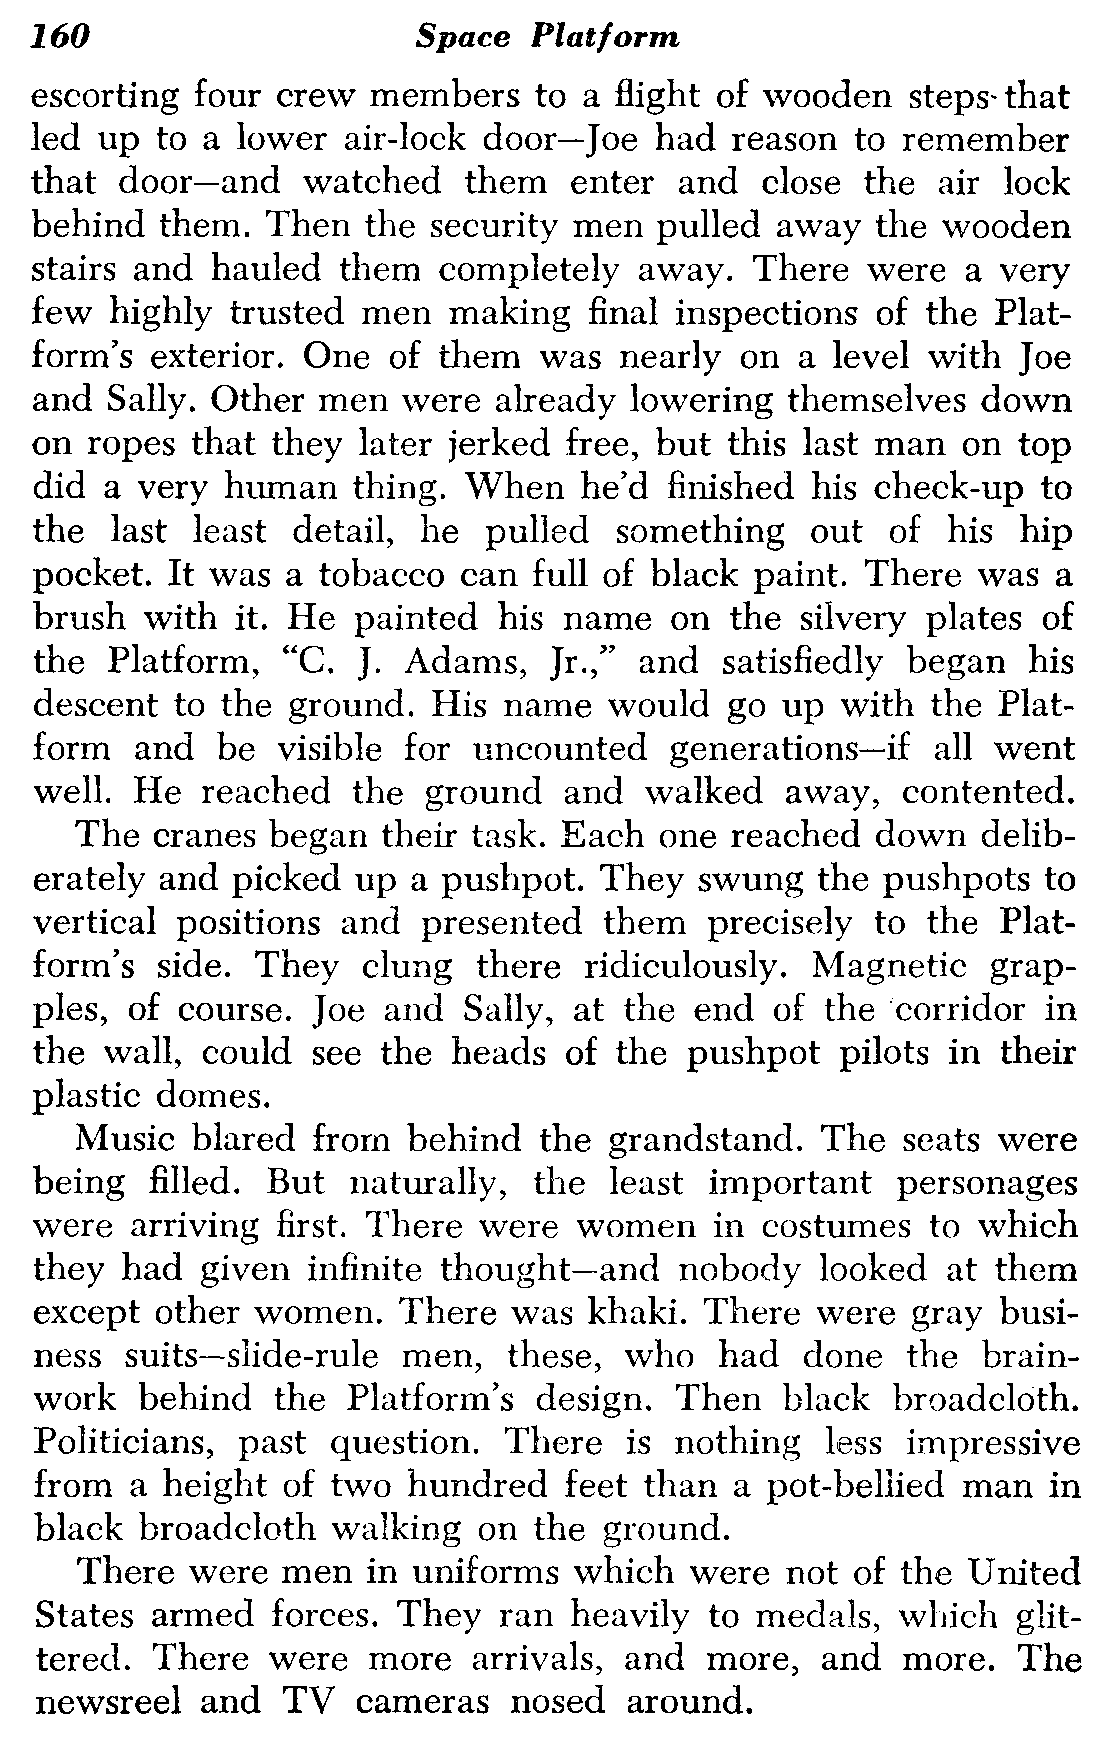 160 Space Platform
escorting four crew members to a flight of wooden steps that
led up to a lower air-lock door—Joe had reason to remember
that door—and watched them enter and close the air lock
behind them. Then the security men pulled away the wooden
stairs and hauled them completely away. There were a very
few highly trusted men making final inspections of the Plat-
form's exterior. One of them was nearly on a level with Joe
and Sally. Other men were already lowering themselves down
on ropes that they later jerked free, but this last man on top
did a very human thing. When he'd finished his check-up to
the last least detail, he pulled something out of his hip
pocket. It was a tobacco can full of black paint. There was a
brush with it. He painted his name on the silvery plates of
the Platform, “C. J. Adams, Jr.,” and satisfiedly began his
descent to the ground. His name would go up with the Plat-
form and be visible for uncounted generations—if all went
well. He reached the ground and walked away, contented.
The cranes began their task. Each one reached down delib-
erately and picked up a pushpot. They swung the pushpots to
vertical positions and presented them precisely to the Plat-
form's side. They clung there ridiculously. Magnetic grap-
ples, of course. Joe and Sally, at the end of the corridor in
the wall, could see the heads of the pushpot pilots in their
plastic domes.
Music blared from behind the grandstand. The seats were
being filled. But naturally, the least important personages
were arriving first. There were women in costumes to which
they had given infinite thought—and nobody looked at them
except other women. There was khaki. There were gray busi-
ness suits—slide-rule men, these, who had done the brain-
work behind the Platform's design. Then black broadcloth.
Politicians, past question. There is nothing less impressive
from a height of two hundred feet than a pot-bellied man in
black broadcloth walking on the ground.
There were men in uniforms which were not of the United
States armed forces. They ran heavily to medals, which glit-
tered. There were more arrivals, and more, and more. The
newsreel and TV cameras nosed around.